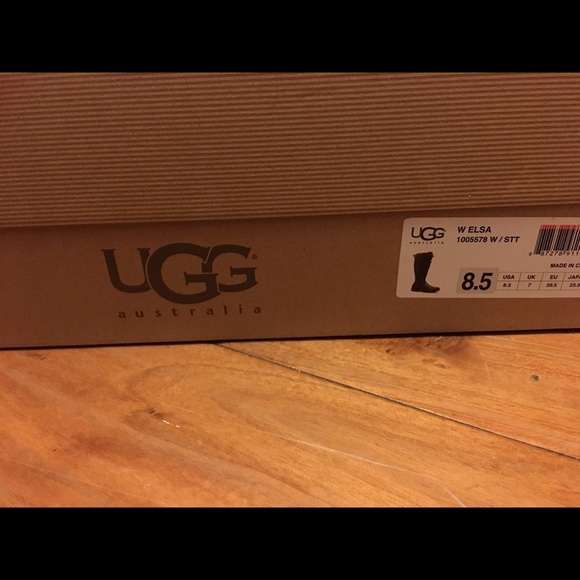 UGG
australia
UGG
australia
W ELSA
1005578 W / STT
MADE IN C
8.5
USA UK EU JAPA
8.5 7 39.5